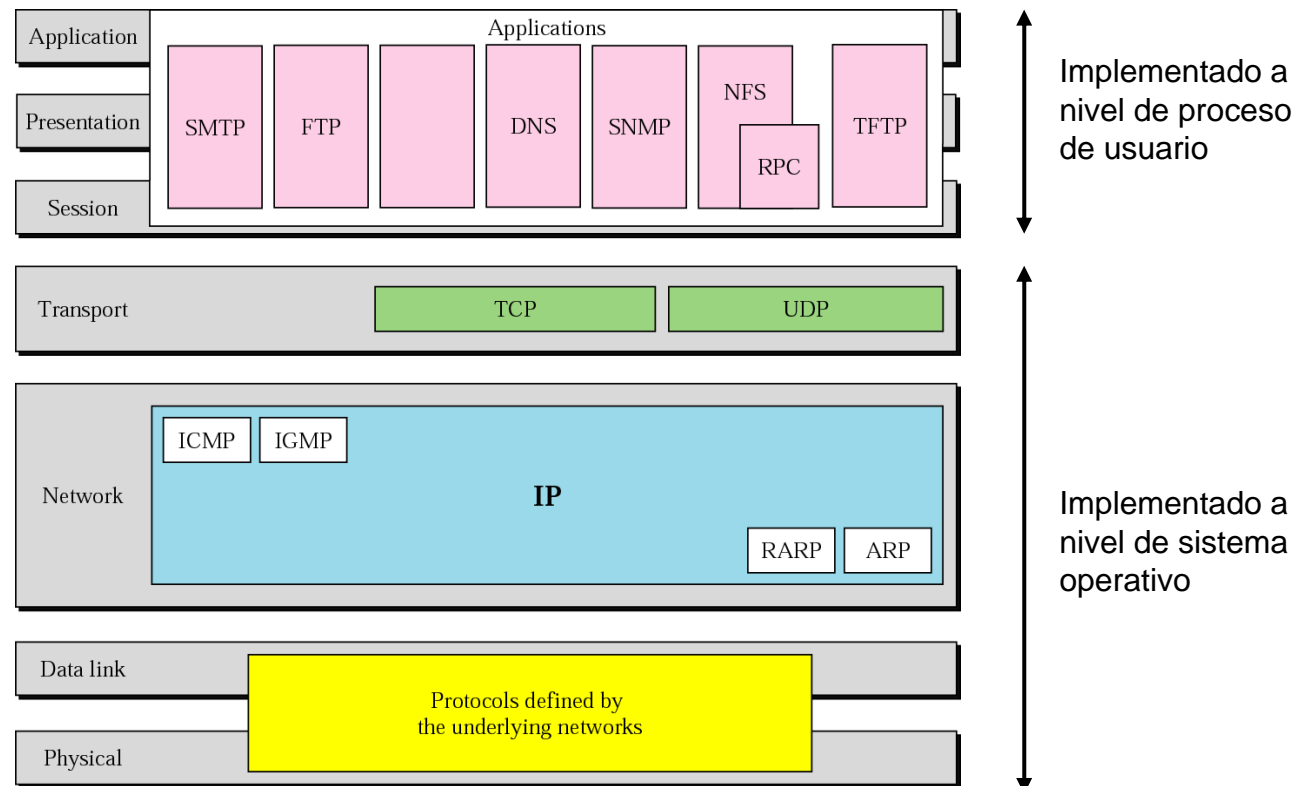 Application
Applications
Presentation
SMTP
FTP
DNS
SNMP
NFS
RPC
TFTP
Session
Implementado a
nivel de proceso
de usuario
Transport
TCP
UDP
Network
ICMP
IGMP
IP
RARP
ARP
Implementado a
nivel de sistema
operativo
Data link
Protocols defined by
the underlying networks
Physical